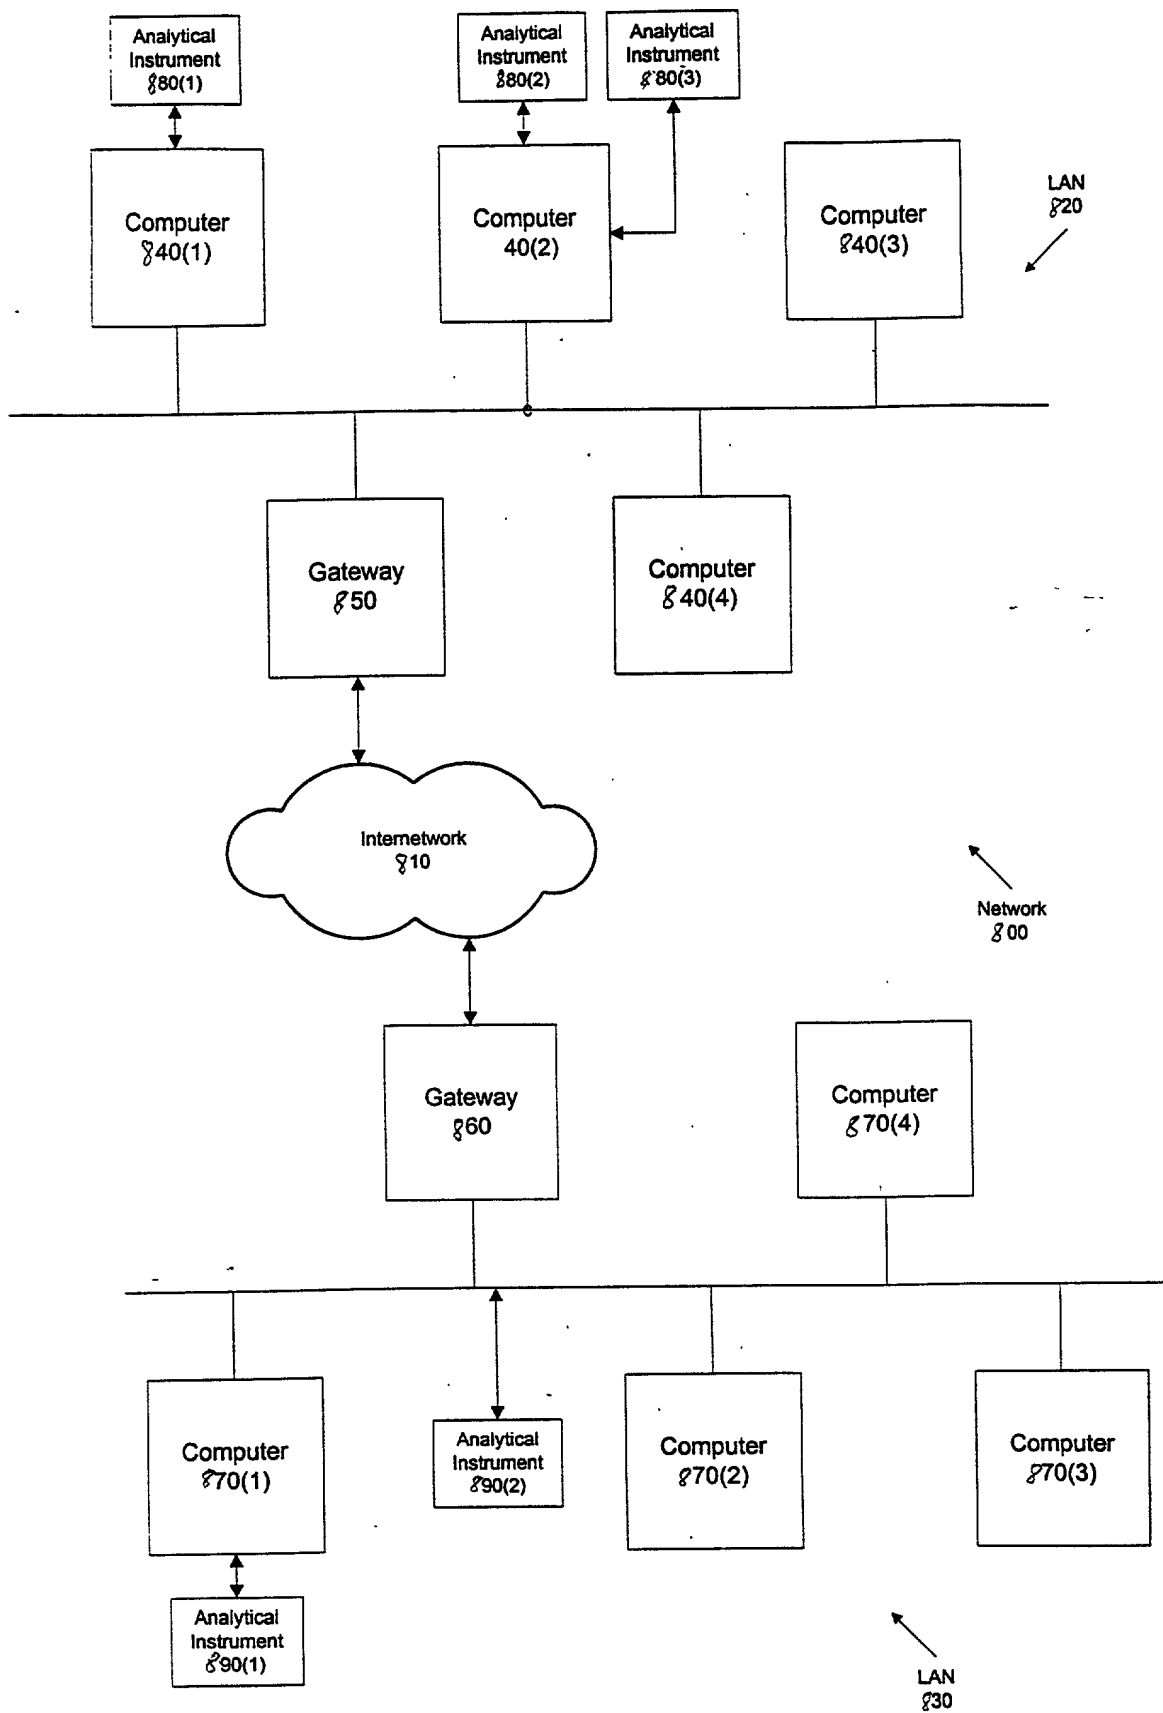 Analytical
Instrument
880(1)
Analytical
Instrument
880(2)
Analytical
Instrument
880(3)
Computer
840(1)
Computer
40(2)
Computer
840(3)
LAN
820
Gateway
850
Computer
840(4)
Internetwork
810
Network
800
Gateway
860
Computer
870(4)
Computer
870(1)
Analytical
Instrument
890(2)
Computer
870(2)
Computer
870(3)
Analytical
Instrument
890(1)
LAN
830